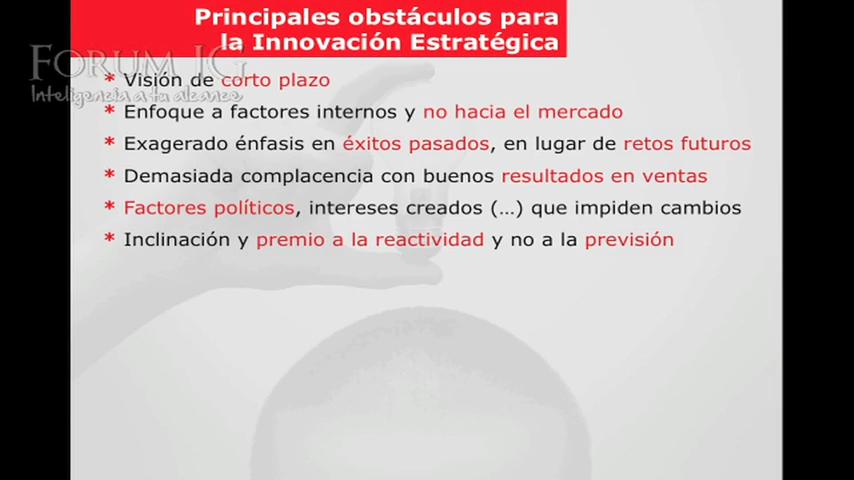 Principales obstáculos para
la Innovación Estratégica
FORUM IG
Inteligencia a tu alcance
* Visión de corto plazo
* Enfoque a factores internos y no hacia el mercado
* Exagerado énfasis en éxitos pasados, en lugar de retos futuros
* Demasiada complacencia con buenos resultados en ventas
* Factores políticos, intereses creados (...) que impiden cambios
* Inclinación y premio a la reactividad y no a la previsión